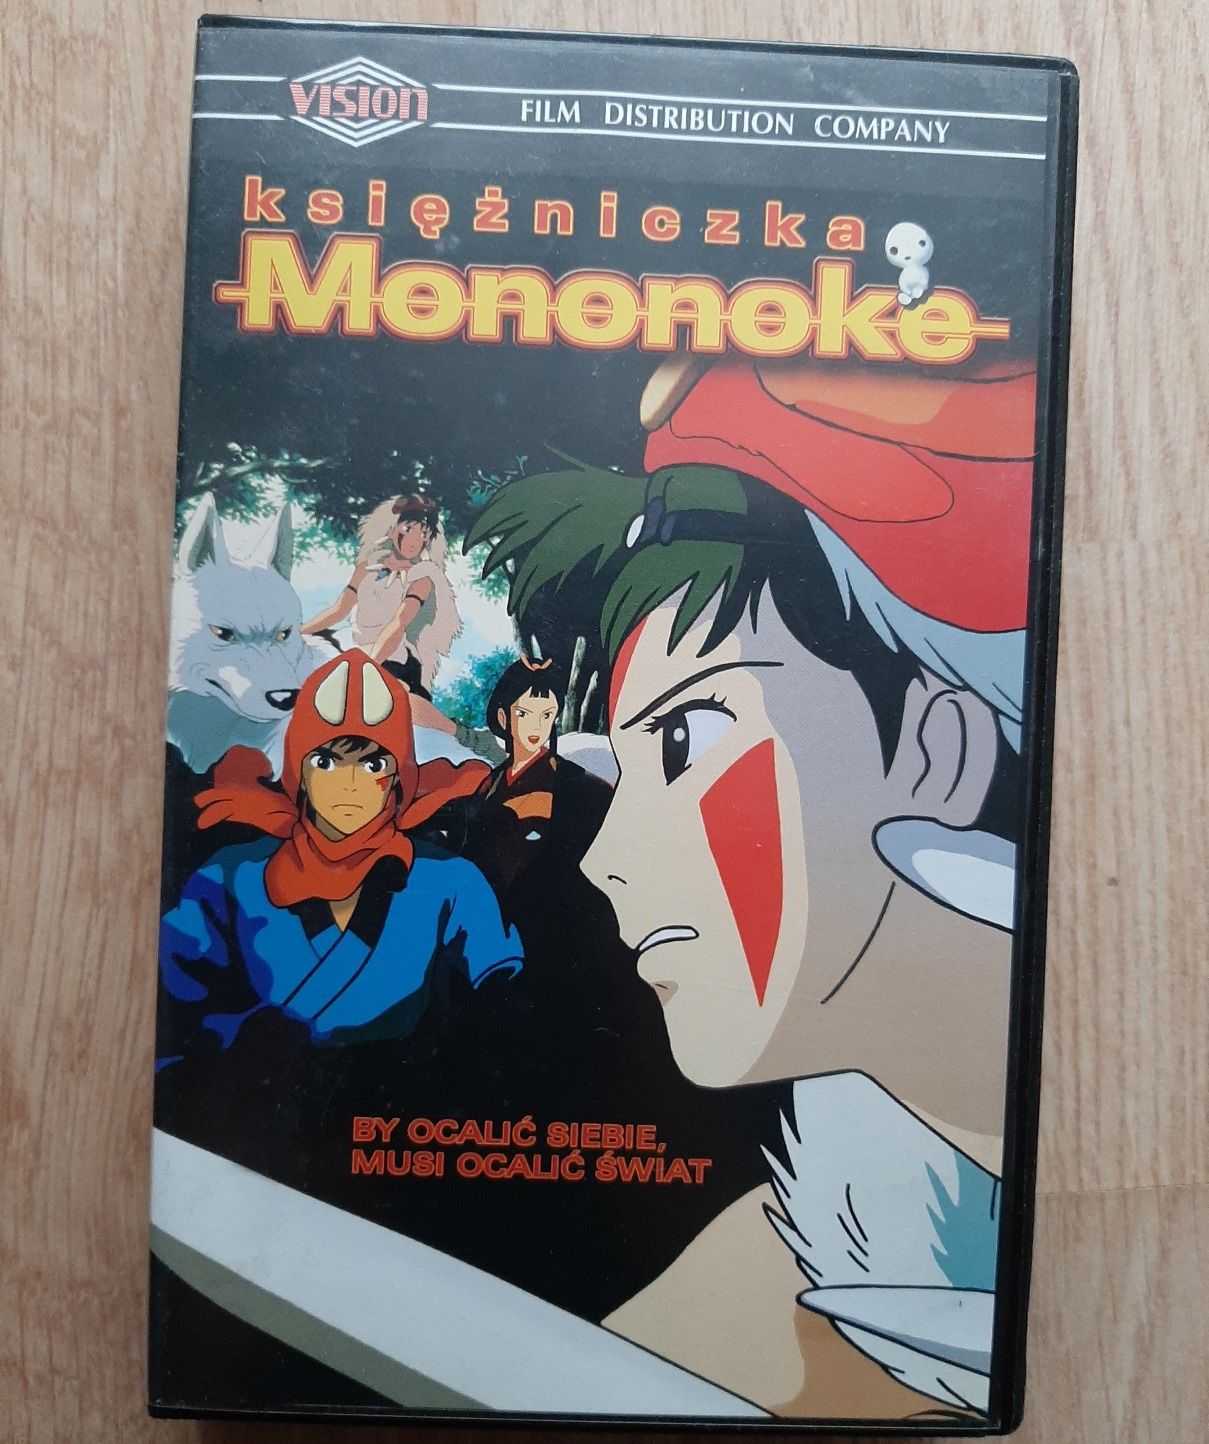 VISION
FILM DISTRIBUTION COMPANY
księżniczka
Mononoke
BY OCALIĆ SIEBIE,
MUSI OCALIĆ ŚWIAT